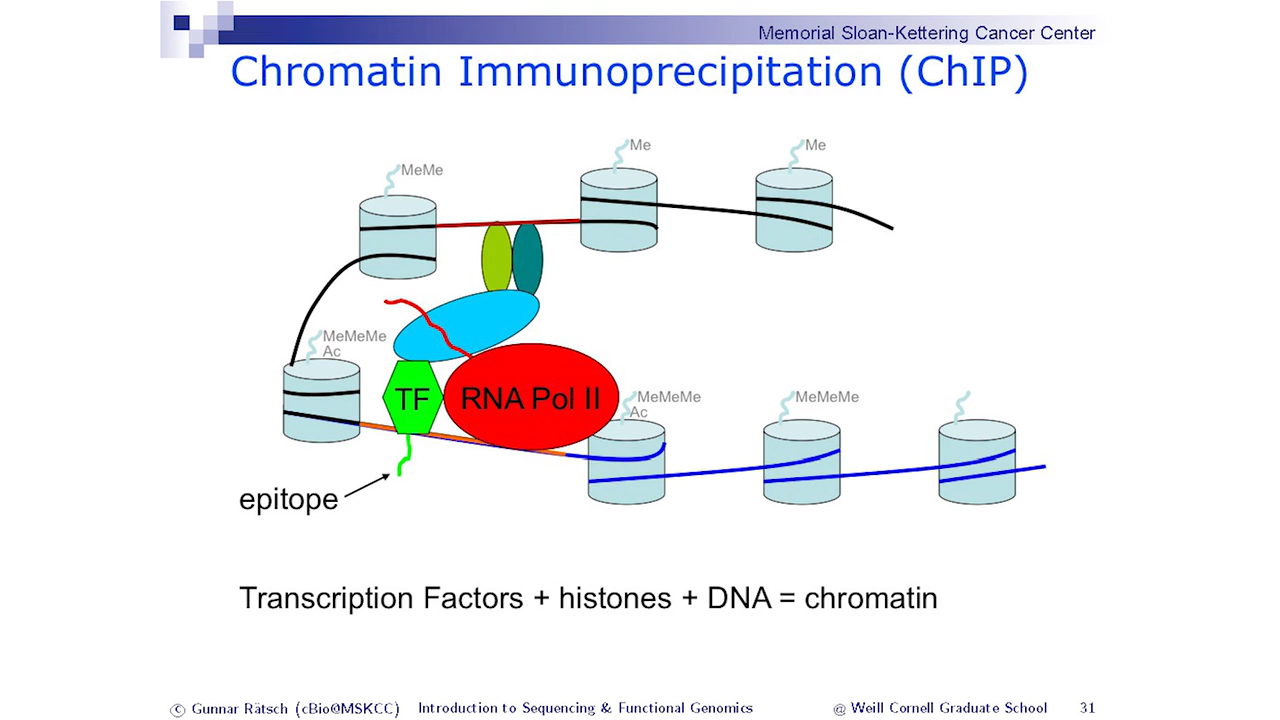 Memorial Sloan-Kettering Cancer Center
Chromatin Immunoprecipitation (ChIP)
Me
Me
MeMe
MeMeMe
Ac
TF
RNA Pol II
MeMeMe
Ac
MeMeMe
epitope
Transcription Factors + histones + DNA = chromatin
© Gunnar Rätsch (cBio@MSKCC) Introduction to Sequencing & Functional Genomics @ Weill Cornell Graduate School 31